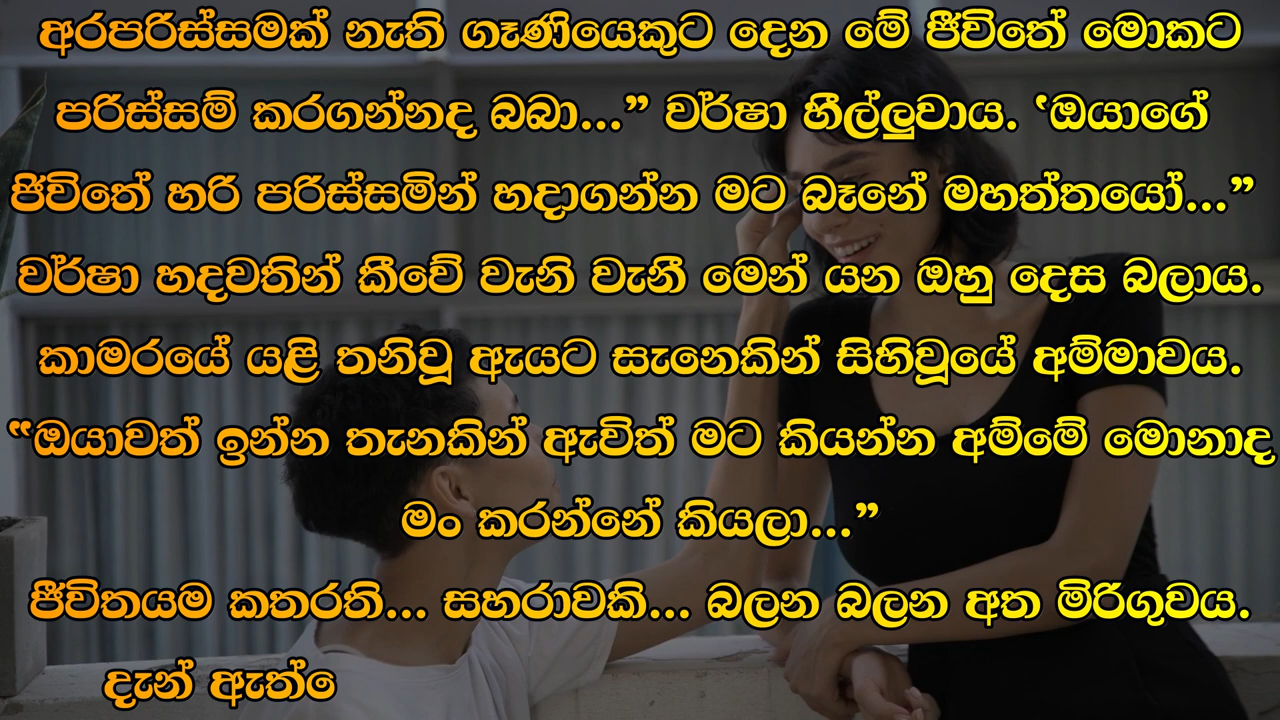 අරපරිස්සමක් නැති ගෑණියෙකුට දෙන මේ ජීවිතේ මොකට
පරිස්සම් කරගන්නද බබා...” වර්ෂා හීල්ලුවාය. ‘ඔයාගේ
ජිවිතේ හරි පරිස්සමින් හදාගන්න මට බෑනේ මහත්තයෝ...”
වර්ෂා හදවතින් කීවේ වැනි වැනී මෙන් යන ඔහු දෙස බලාය.
කාමරයේ යළි තනිවූ ඇයට සැනෙකින් සිහිවූයේ අම්මාවය.
“ඔයාවත් ඉන්න තැනකින් ඇවිත් මට කියන්න අම්මේ මොනාද
මං කරන්නේ කියලා...”
ජීවිතයම කතරති... සහරාවකි... බලන බලන අත මිරිගුවය.
දැන් ඇත්ෙ